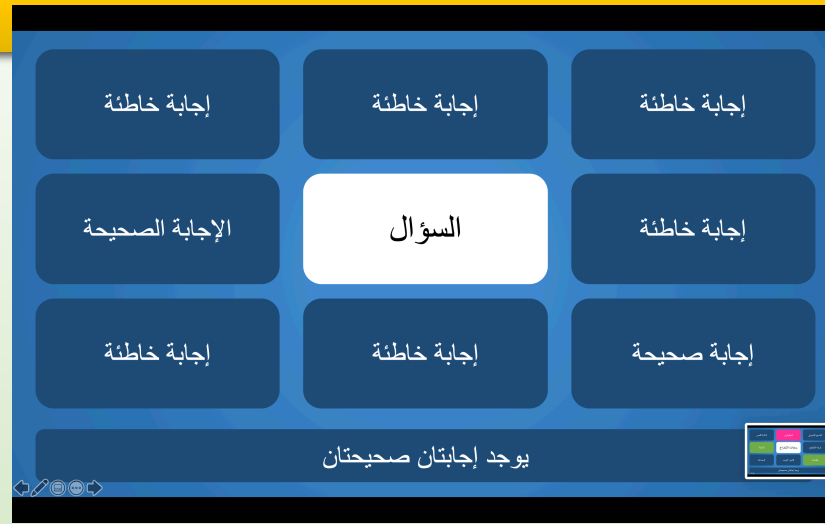 إجابة خاطئة
إجابة خاطئة
إجابة خاطئة
إجابة خاطئة
السؤال
الإجابة الصحيحة
إجابة صحيحة
إجابة خاطئة
إجابة خاطئة
يوجد إجابتان صحيحتان